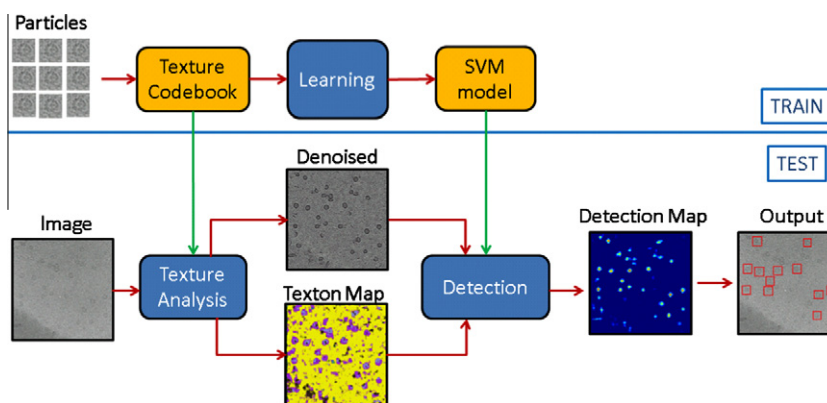 Particles
Texture
Codebook
Learning
SVM
model
TRAIN
TEST
Denoised
Image
Detection Map
Output
Texture
Analysis
Texton Map
Detection